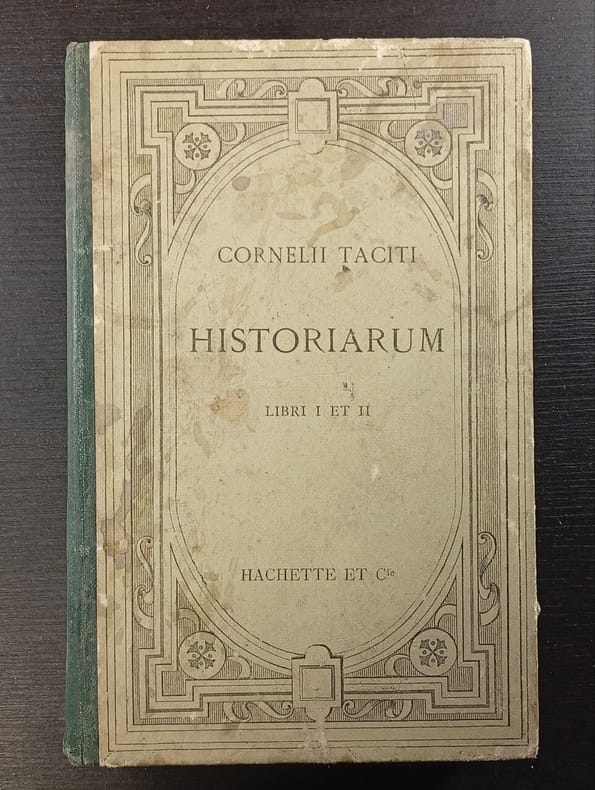 CORNELII TACITI
HISTORIARUM
LIBRI I ET II
HACHETTE ET Cie